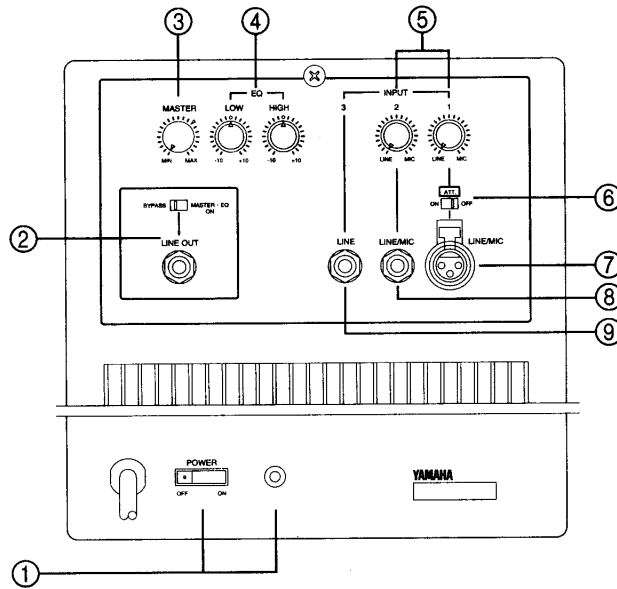 ③ ④ ⑤
EQ INPUT
MASTER LOW HIGH 3 2 1
MIN MAX -10 +10 -10 +10 LINE MIC LINE MIC
ATT.
ON OFF ⑥
BYPASS MASTER - EQ
ON
② LINE OUT LINE LINE/MIC LINE/MIC ⑦
⑧
⑨
POWER
OFF ON
YAMAHA
①